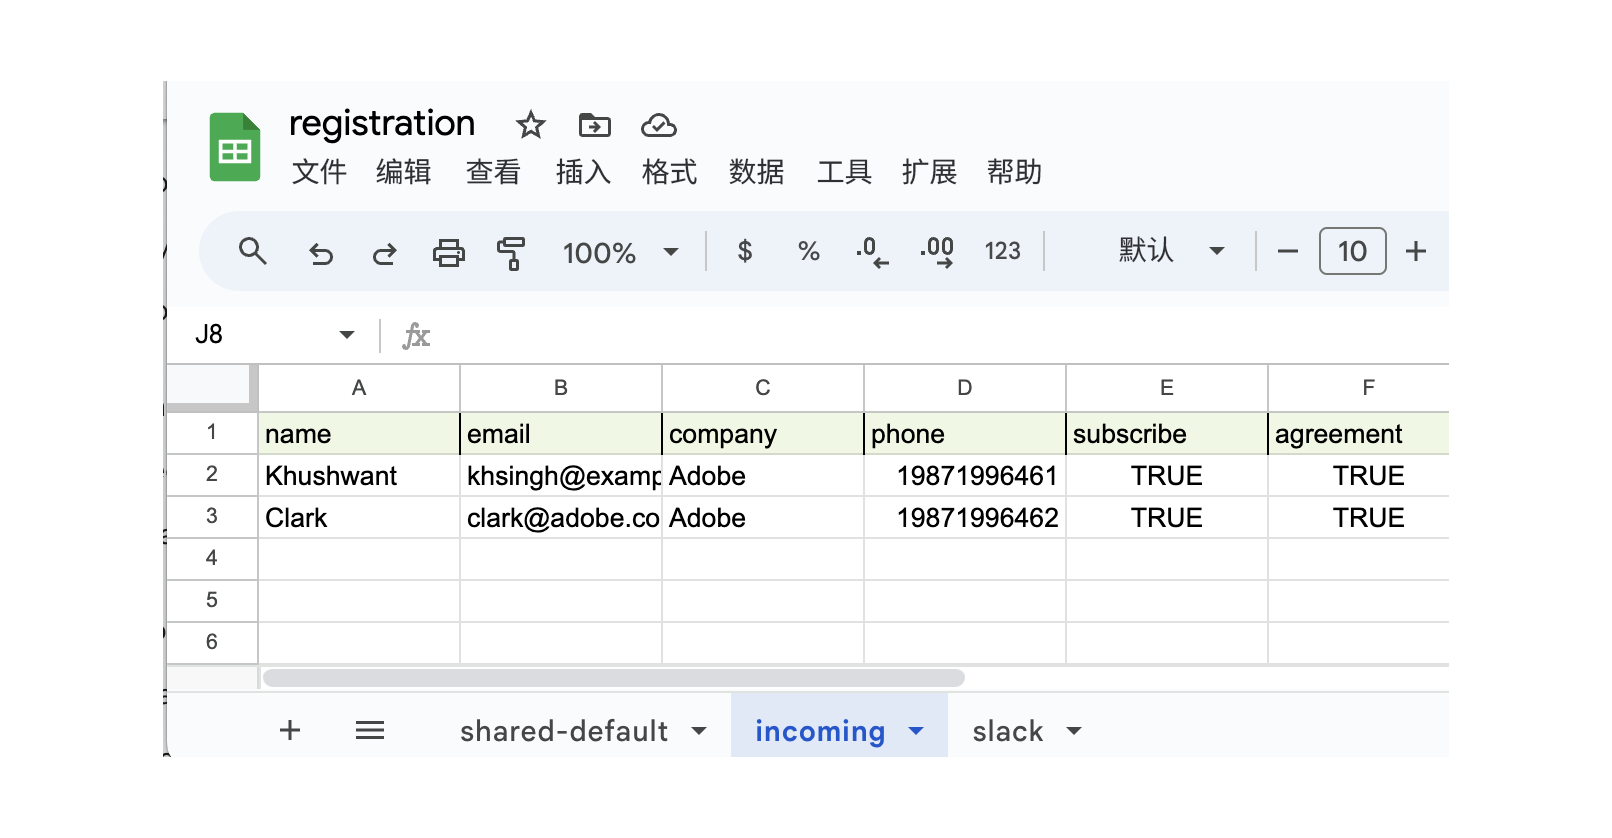 registration
文件 编辑 查看 插入 格式 数据 工具 扩展 帮助
100% $ % .0 .00 123 默认 10
J8 fx
A B C D E F
1 name email company phone subscribe agreement
2 Khushwant khsingh@examp Adobe 19871996461 TRUE TRUE
3 Clark clark@adobe.co Adobe 19871996462 TRUE TRUE
4
5
6
shared-default incoming slack